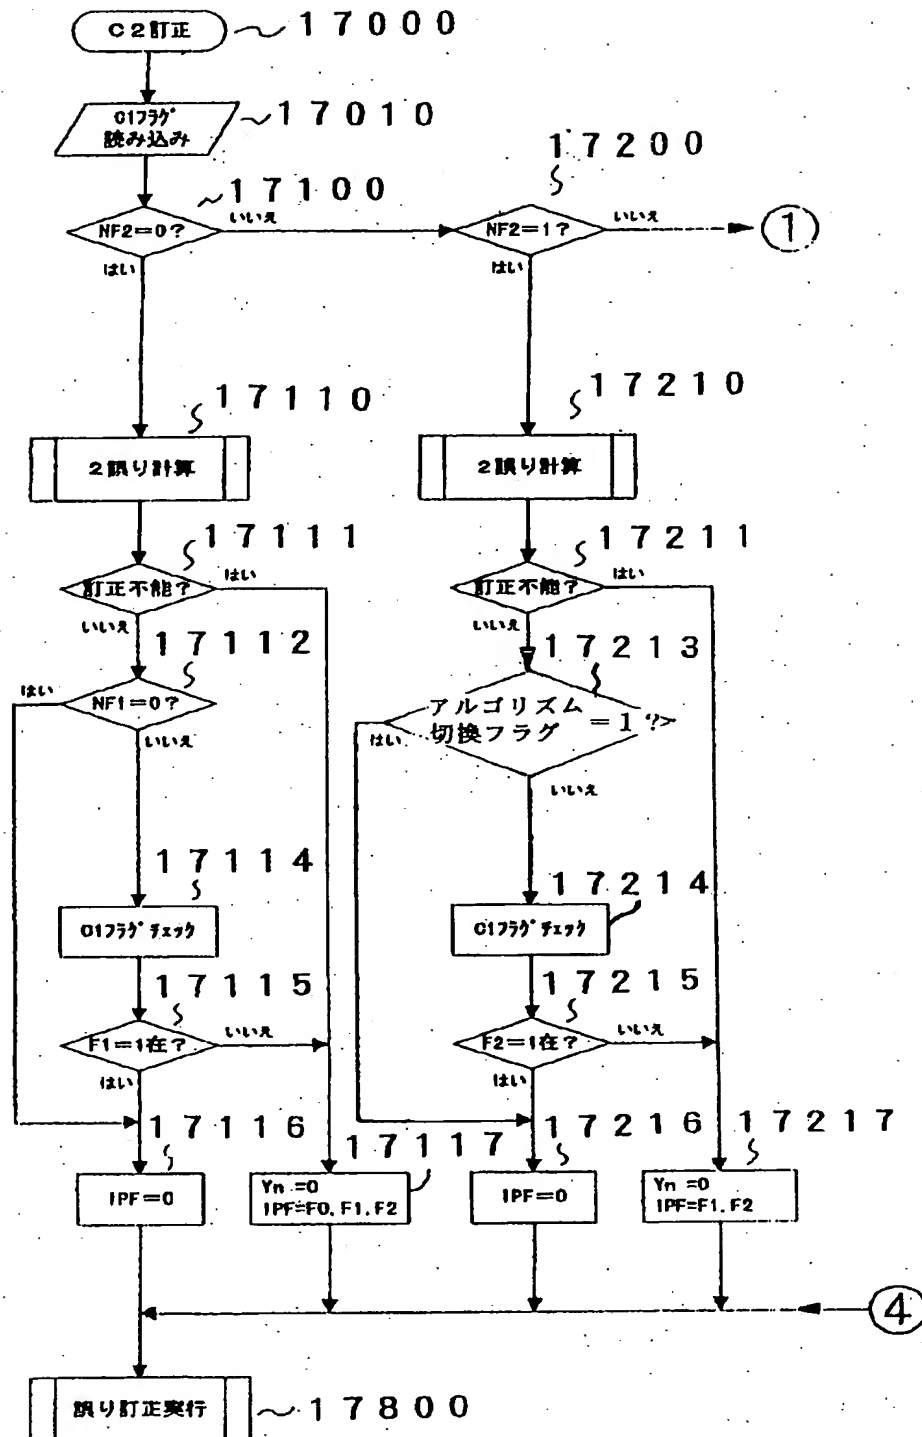 C2訂正
17000
C1ﾌﾗｸﾞ
読み込み
17010
17200
17100
NF2=0?
いいえ
NF2=1?
いいえ
①
はい
はい
17110
17210
2誤り計算
2誤り計算
17111
17211
訂正不能?
はい
訂正不能?
はい
いいえ
17112
いいえ
17213
はい
NF1=0?
アルゴリズム
切換フラグ =1?
はい
いいえ
いいえ
17114
17214
C1ﾌﾗｸﾞﾁｪｯｸ
C1ﾌﾗｸﾞﾁｪｯｸ
17115
17215
F1=1在?
いいえ
F2=1在?
いいえ
はい
はい
17116
17117
17216
17217
IPF=0
Yn=0
IPF=F0,F1,F2
IPF=0
Yn=0
IPF=F1,F2
④
誤り訂正実行
17800